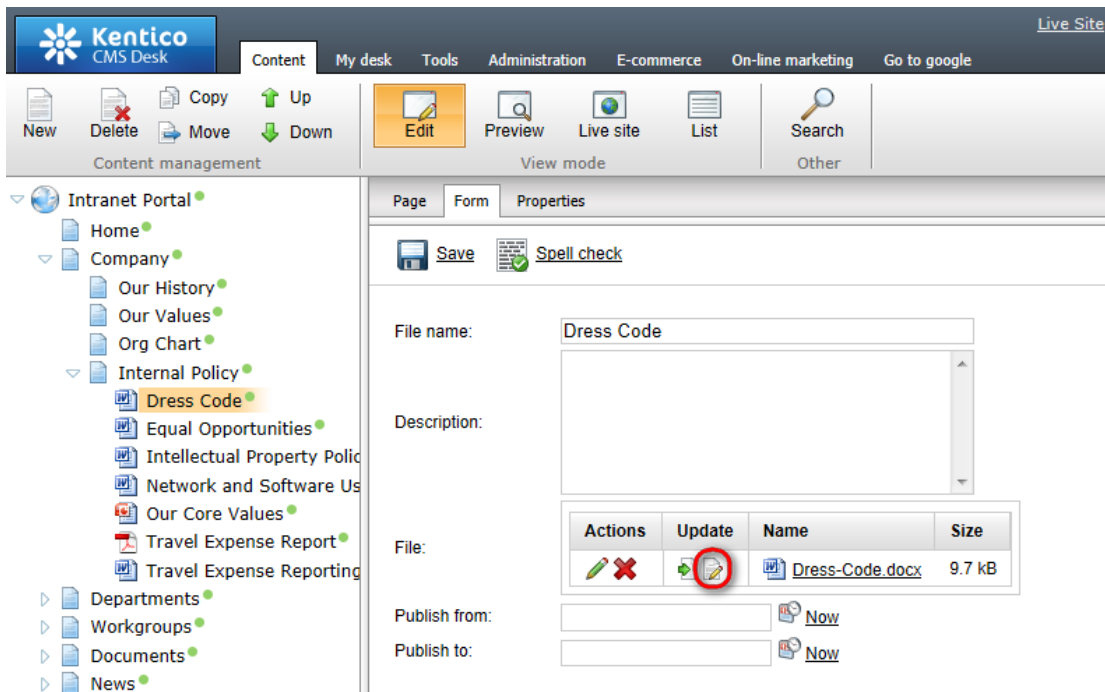 Live Site
Kentico
CMS Desk
Content My desk Tools Administration E-commerce On-line marketing Go to google
New Delete Copy Move Up Down
Content management
Edit Preview Live site List
View mode
Search
Other
Intranet Portal
Home
Company
Our History
Our Values
Org Chart
Internal Policy
Dress Code
Equal Opportunities
Intellectual Property Polic
Network and Software Us
Our Core Values
Travel Expense Report
Travel Expense Reporting
Departments
Workgroups
Documents
News
Page Form Properties
Save Spell check
File name: Dress Code
Description:
File:
Actions Update Name Size
Dress-Code.docx 9.7 kB
Publish from: Now
Publish to: Now